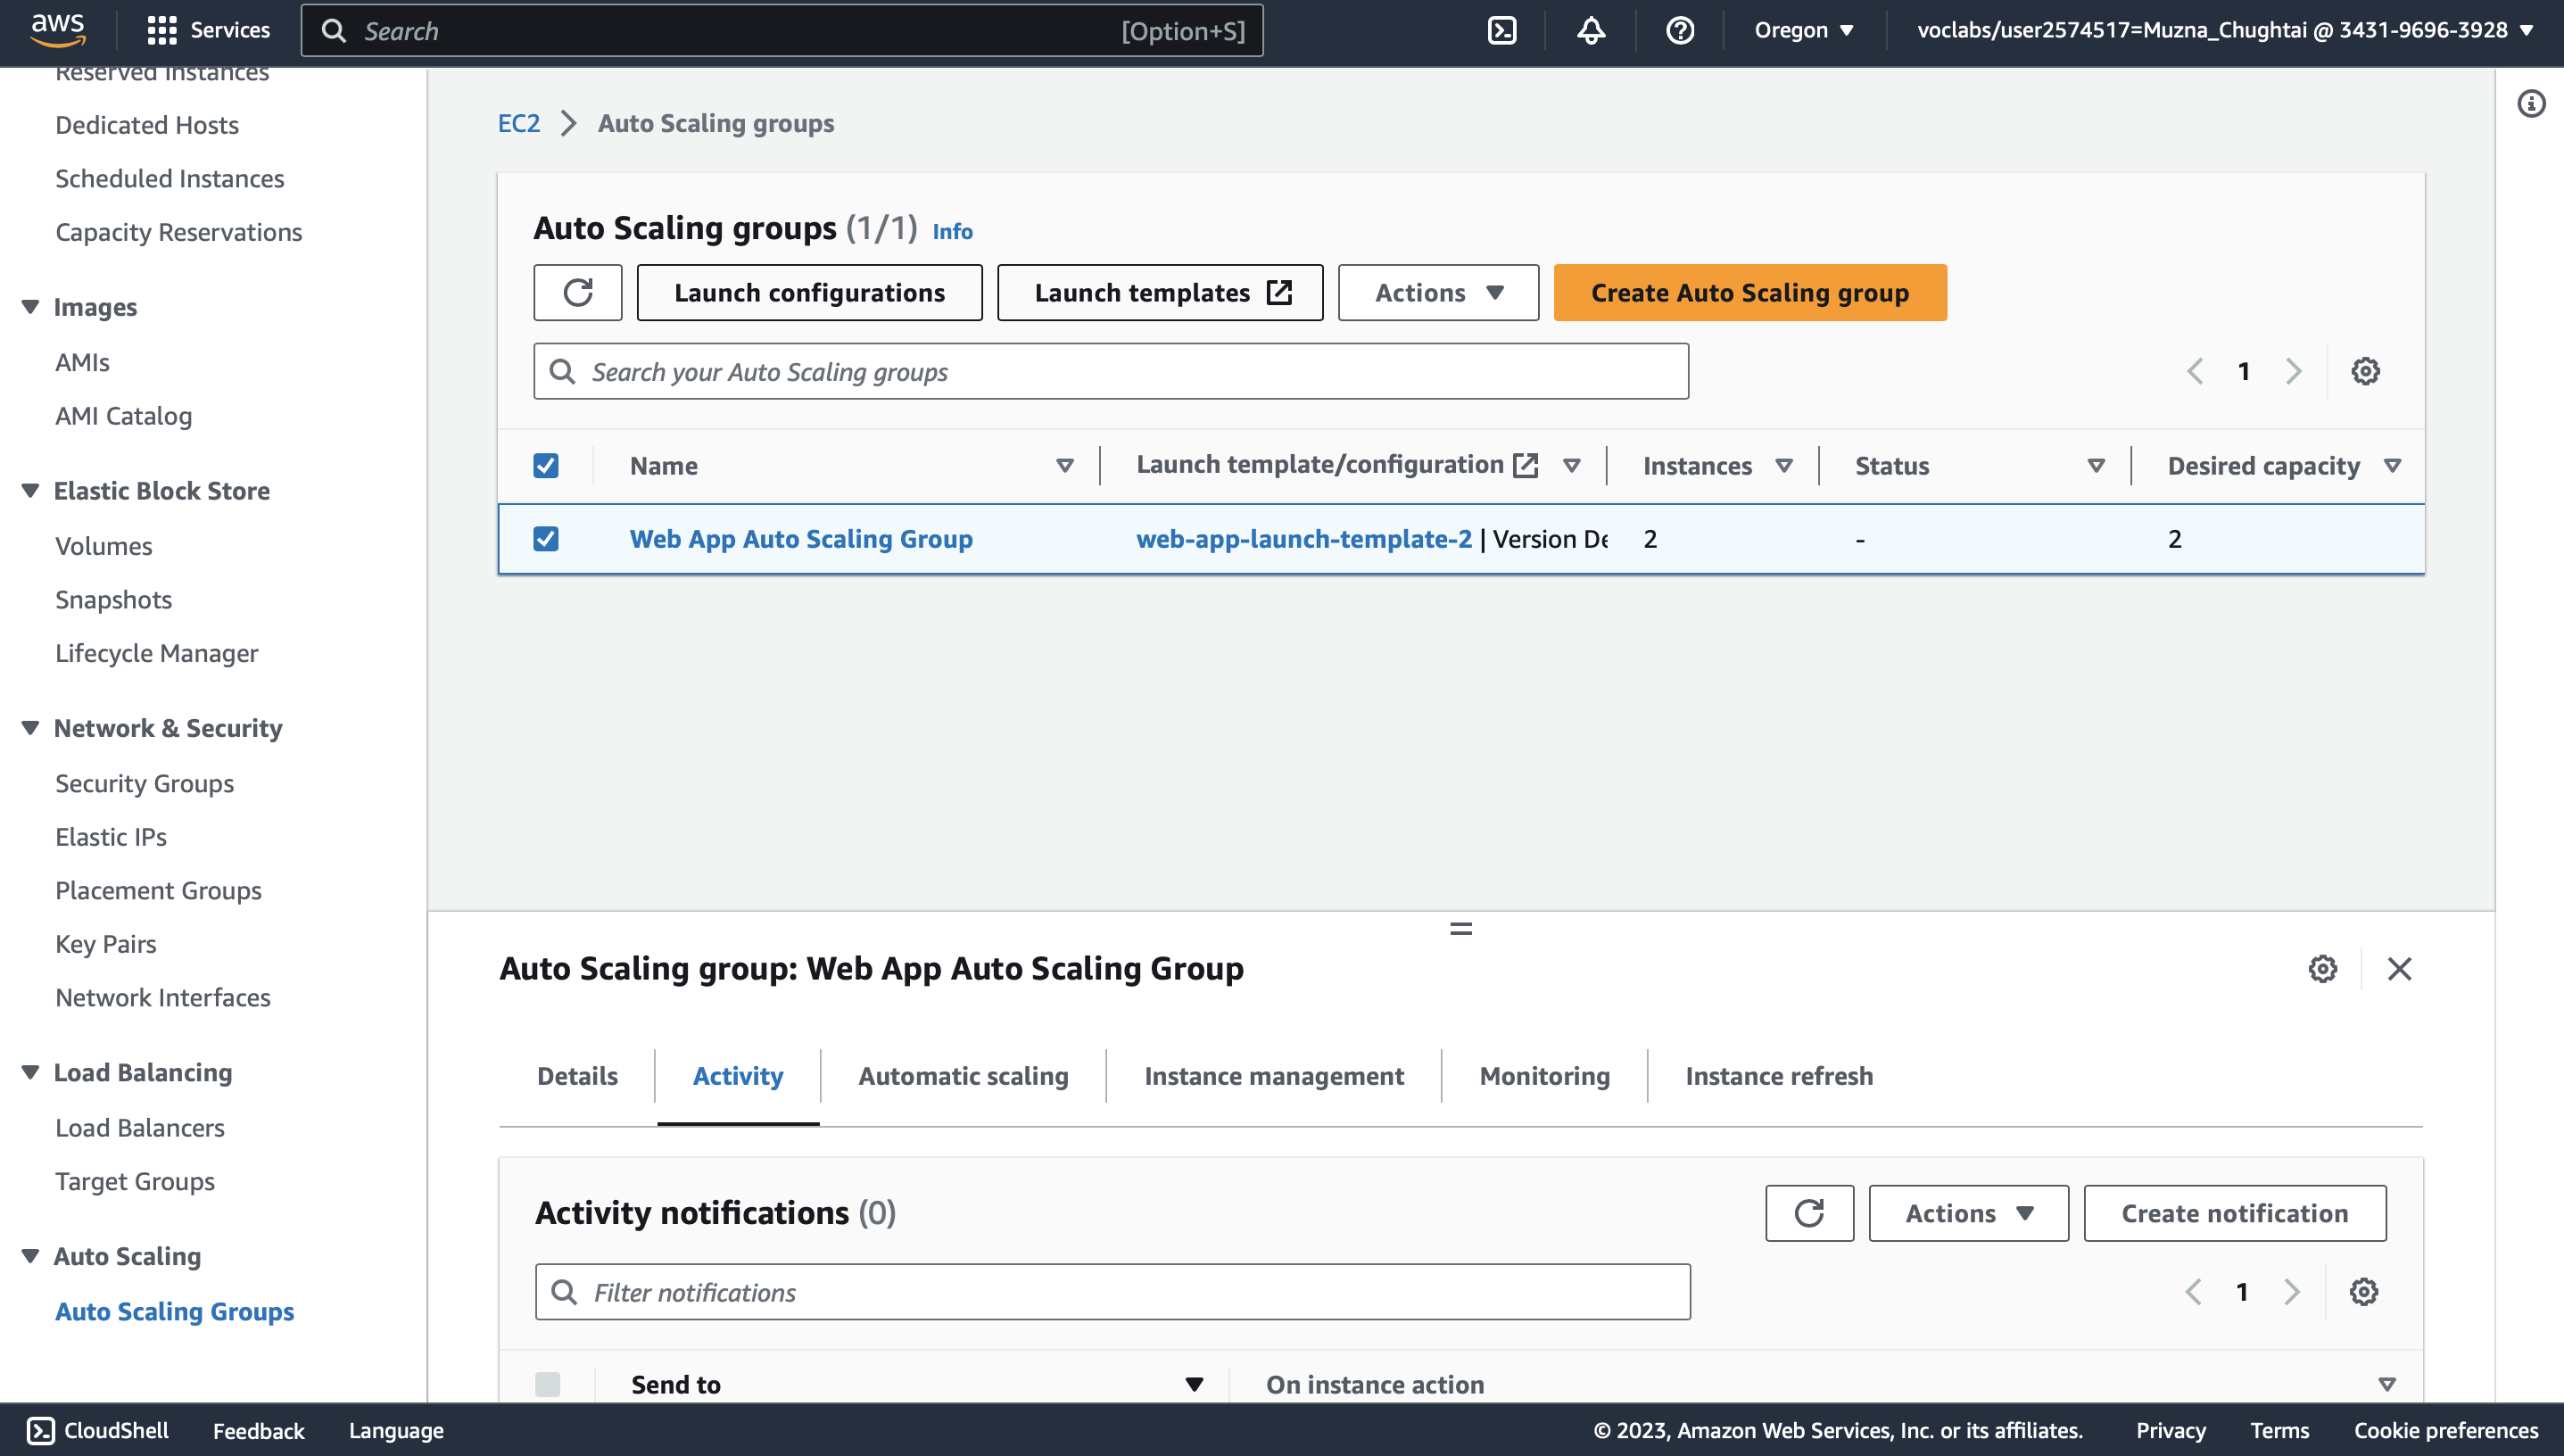 aws
Services
Search
[Option+S]
Oregon
voclabs/user2574517=Muzna_Chughtai @ 3431-9696-3928
Reserved Instances
Dedicated Hosts
Scheduled Instances
Capacity Reservations
Images
AMIs
AMI Catalog
Elastic Block Store
Volumes
Snapshots
Lifecycle Manager
Network & Security
Security Groups
Elastic IPs
Placement Groups
Key Pairs
Network Interfaces
Load Balancing
Load Balancers
Target Groups
Auto Scaling
Auto Scaling Groups
EC2 Auto Scaling groups
Auto Scaling groups (1/1) Info
Launch configurations
Launch templates
Actions
Create Auto Scaling group
Search your Auto Scaling groups
1
Name
Launch template/configuration
Instances
Status
Desired capacity
Web App Auto Scaling Group
web-app-launch-template-2 | Version De
2
-
2
Auto Scaling group: Web App Auto Scaling Group
Details
Activity
Automatic scaling
Instance management
Monitoring
Instance refresh
Activity notifications (0)
Actions
Create notification
Filter notifications
1
Send to
On instance action
CloudShell
Feedback
Language
© 2023, Amazon Web Services, Inc. or its affiliates.
Privacy
Terms
Cookie preferences